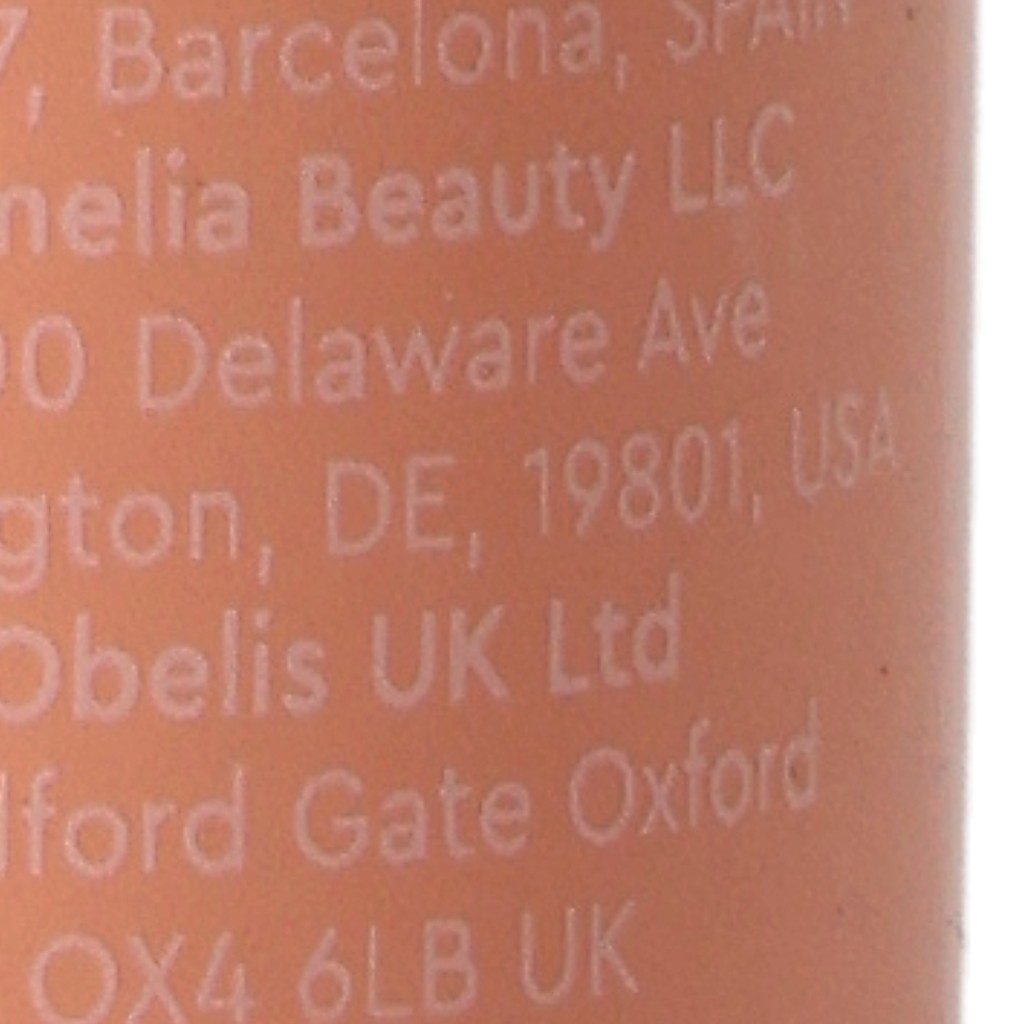 7, Barcelona, SPAIN
nelia Beauty LLC
00 Delaware Ave
gton, DE, 19801, USA
Obelis UK Ltd
lford Gate Oxford
OX4 6LB UK